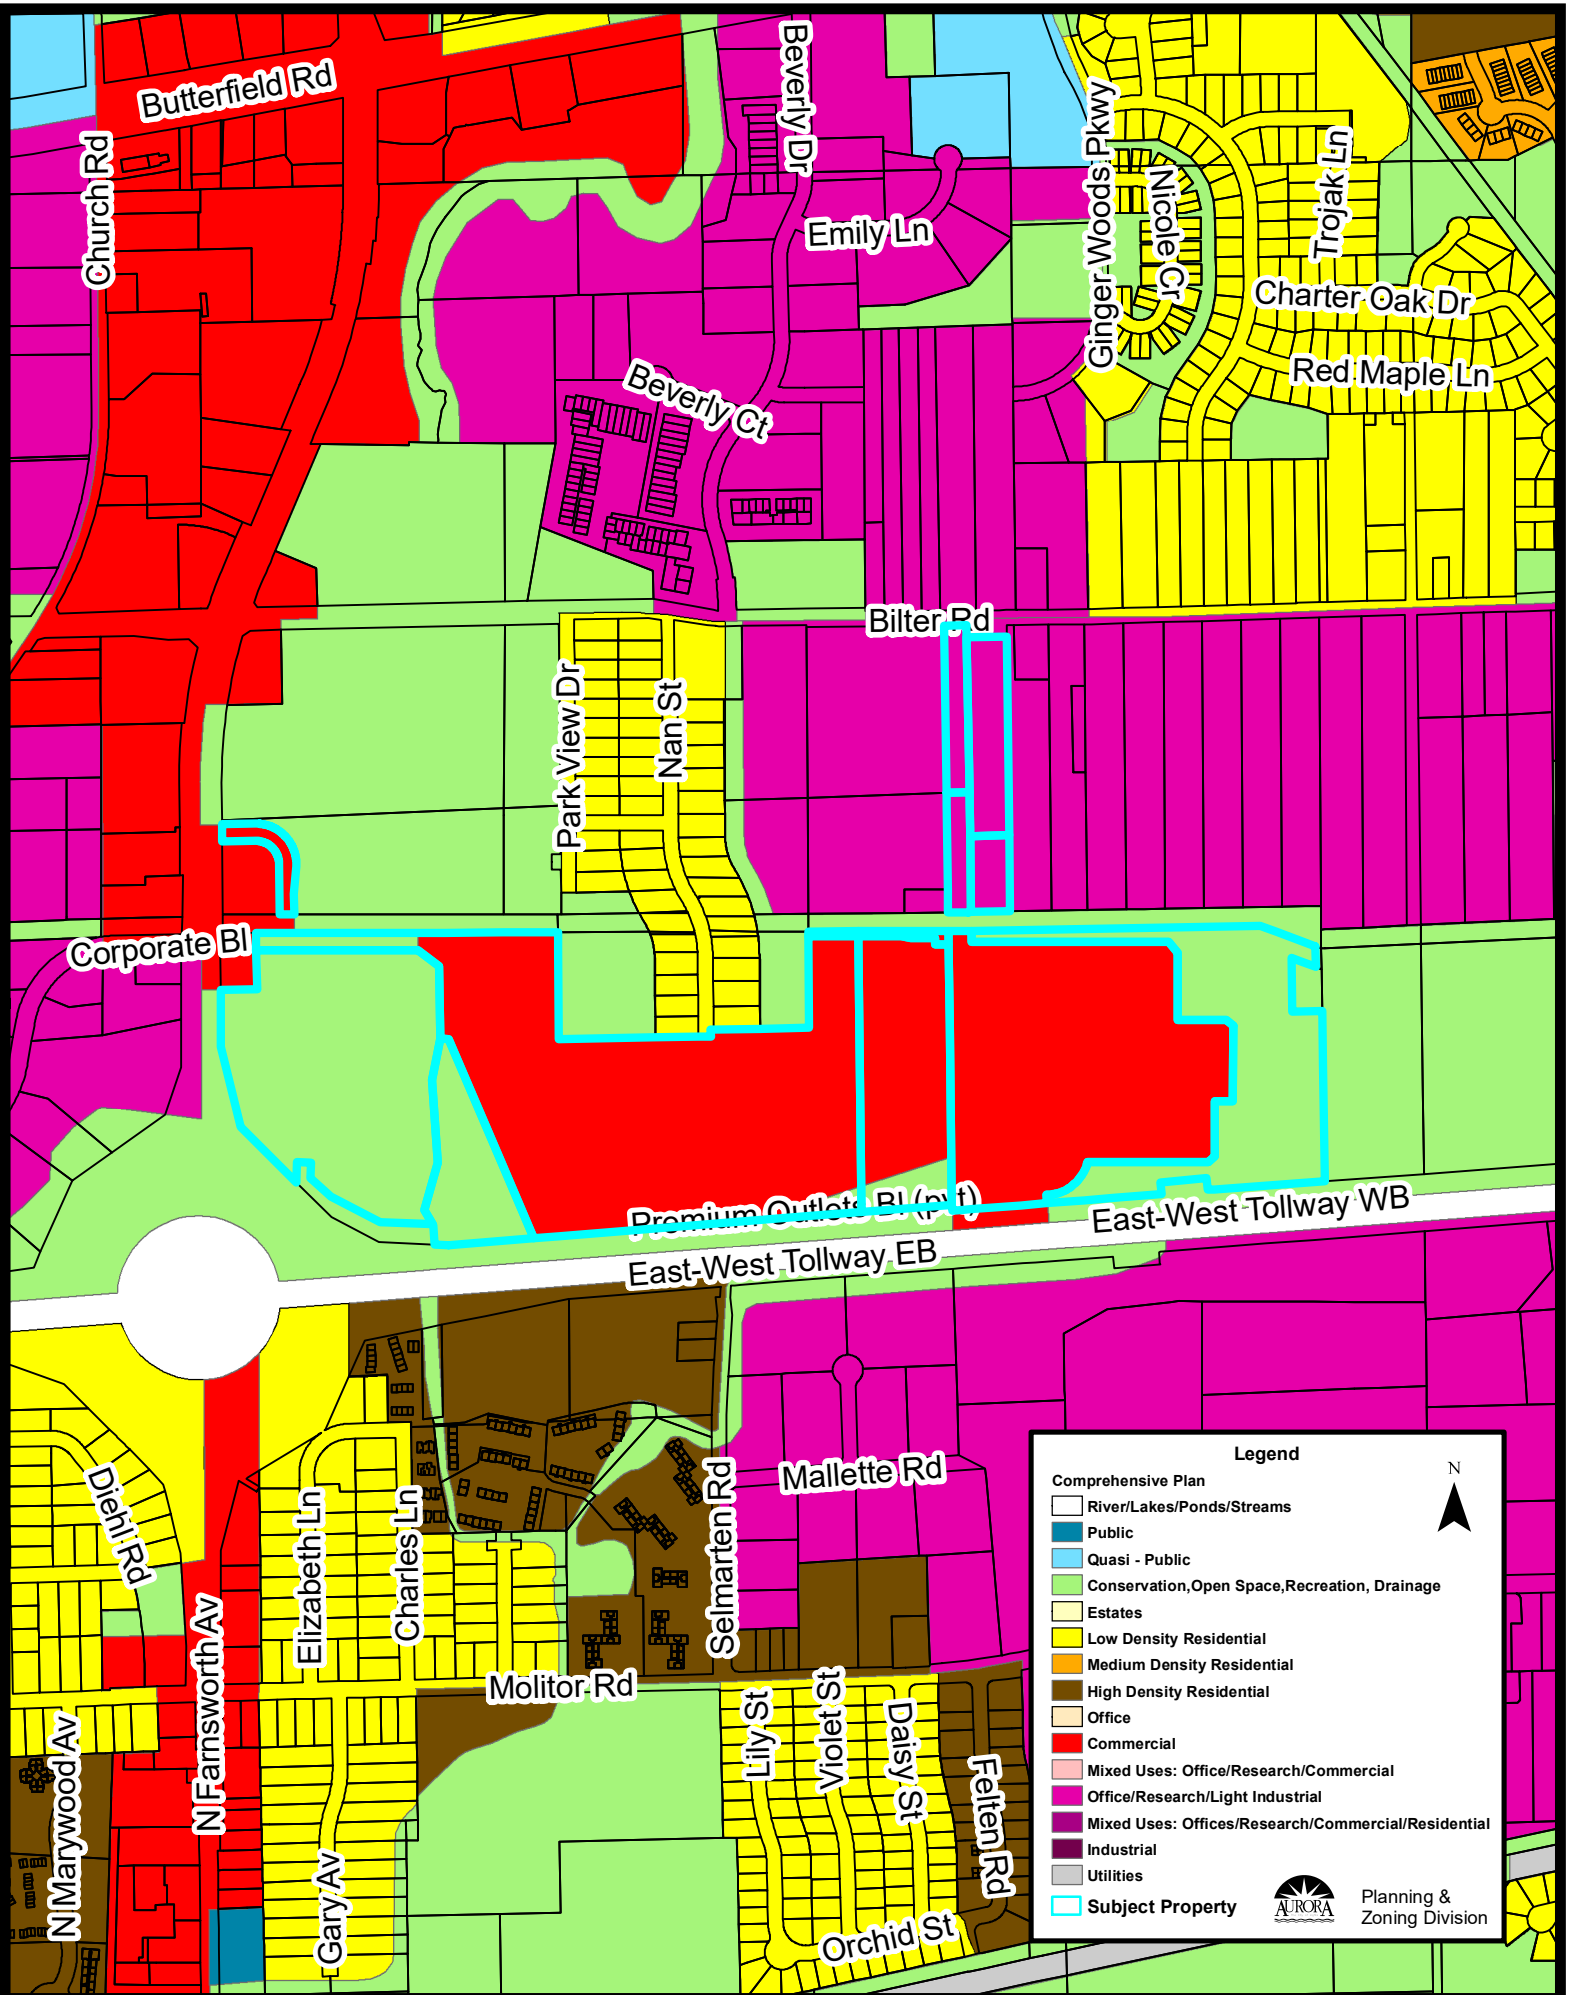 Butterfield Rd
Church Rd
Beverly Dr
Emily Ln
Ginger Woods Pkwy
Nicole Cr
Trojak Ln
Charter Oak Dr
Red Maple Ln
Beverly Ct
Bilter Rd
Park View Dr
Nan St
Corporate Bl
Premium Outlets Bl (pvt)
East-West Tollway WB
East-West Tollway EB
Diehl Rd
Elizabeth Ln
Charles Ln
Selmarten Rd
Mallette Rd
N Farnsworth Av
Molitor Rd
N Marywood Av
Gary Av
Lily St
Violet St
Daisy St
Felten Rd
Orchid St
Legend
Comprehensive Plan
N
River/Lakes/Ponds/Streams
Public
Quasi - Public
Conservation,Open Space,Recreation, Drainage
Estates
Low Density Residential
Medium Density Residential
High Density Residential
Office
Commercial
Mixed Uses: Office/Research/Commercial
Office/Research/Light Industrial
Mixed Uses: Offices/Research/Commercial/Residential
Industrial
Utilities
Subject Property
AURORA
Planning &
Zoning Division